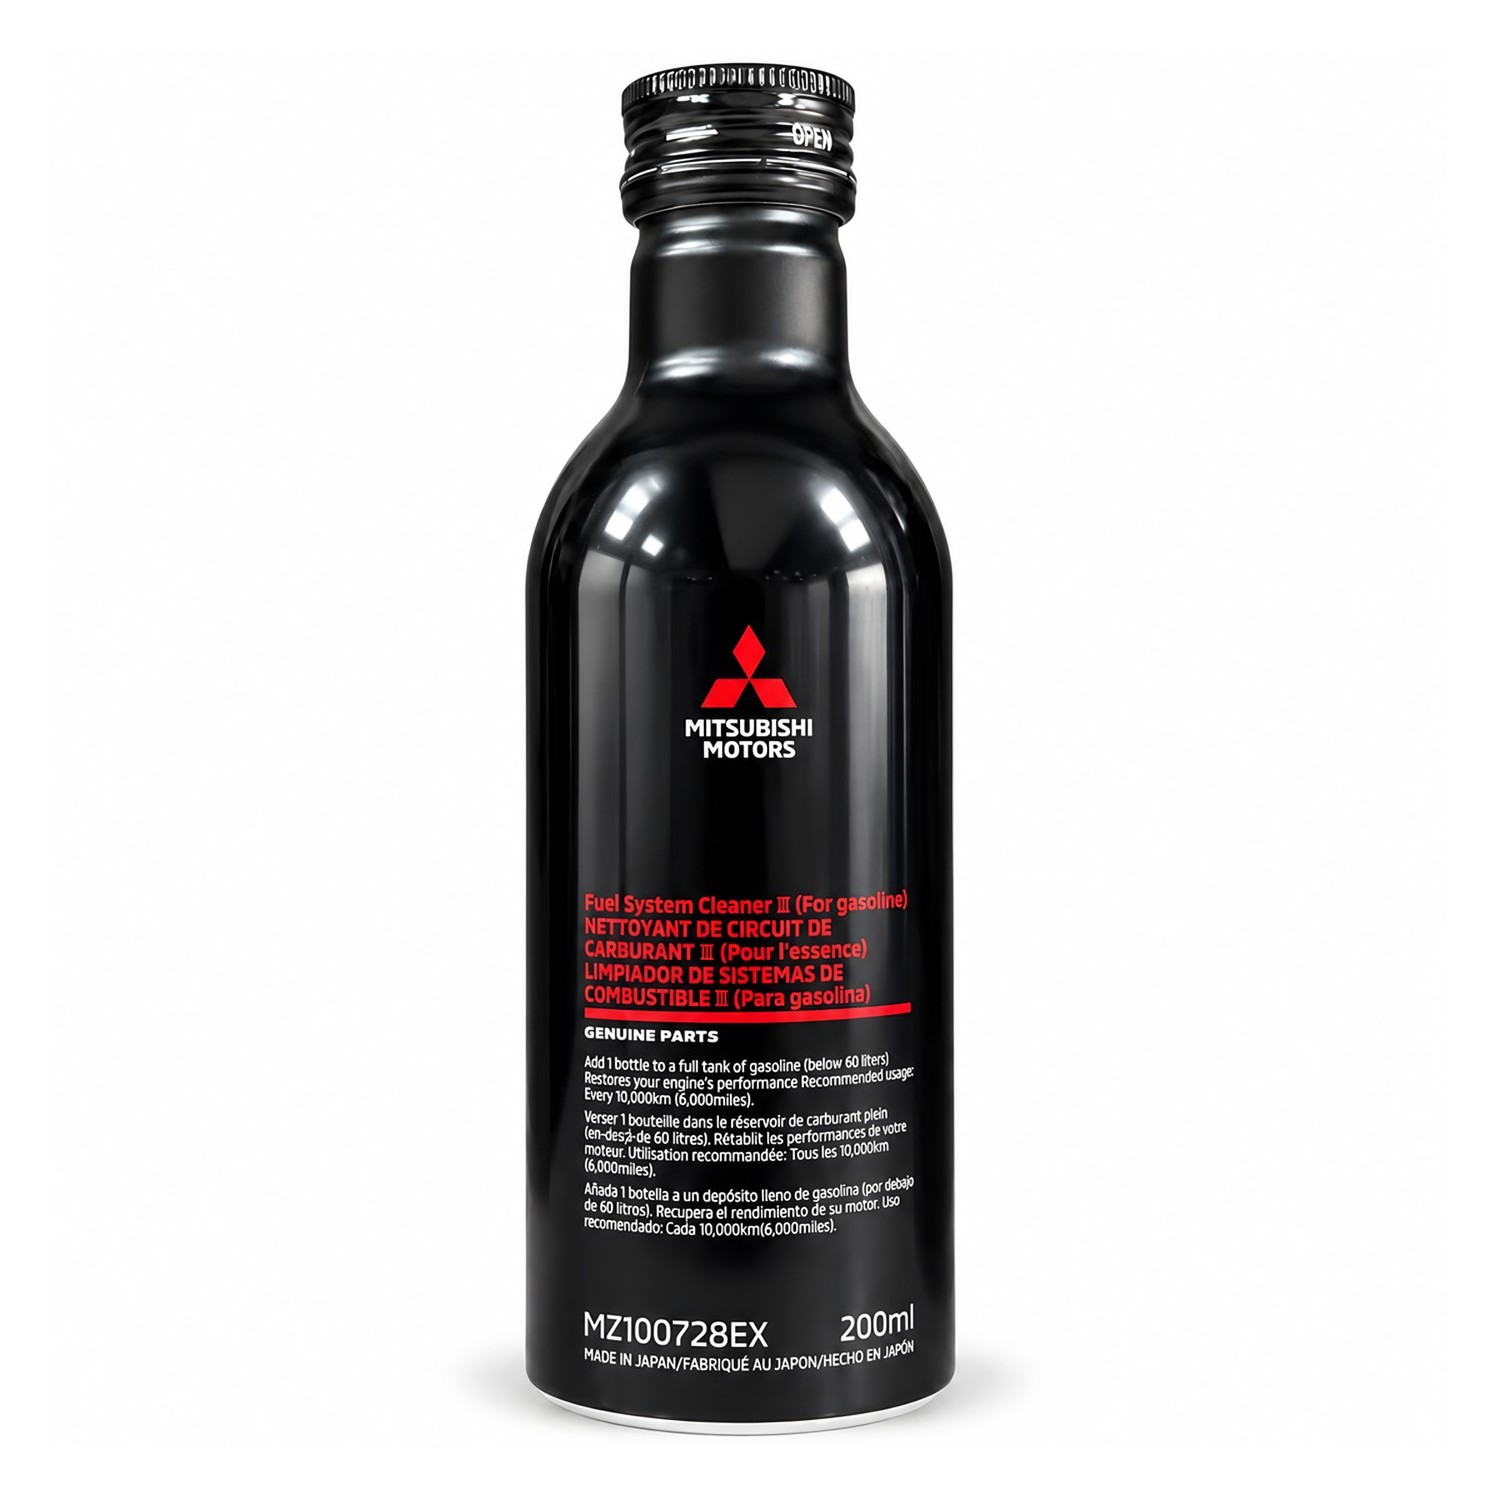 OPEN
MITSUBISHI
MOTORS
Fuel System Cleaner Ⅲ (For gasoline)
NETTOYANT DE CIRCUIT DE
CARBURANT Ⅲ (Pour l'essence)
LIMPIADOR DE SISTEMAS DE
COMBUSTIBLE Ⅲ (Para gasolina)
GENUINE PARTS
Add 1 bottle to a full tank of gasoline (below 60 liters)
Restores your engine's performance Recommended usage:
Every 10,000km (6,000miles).
Verser 1 bouteille dans le réservoir de carburant plein
de 60 litres). Rétablit les performances de votre
moteur. Utilisation recommandée: Tous les 10,000km
(6,000miles).
Añada 1 botella a un depósito lleno de gasolina (por debajo
de 60 litros). Recupera el rendimiento de su motor. Uso
recomendado: Cada 10,000km(6,000miles).
MZ100728EX 200ml
MADE IN JAPAN/FABRIQUÉ AU JAPON/HECHO EN JAPÓN